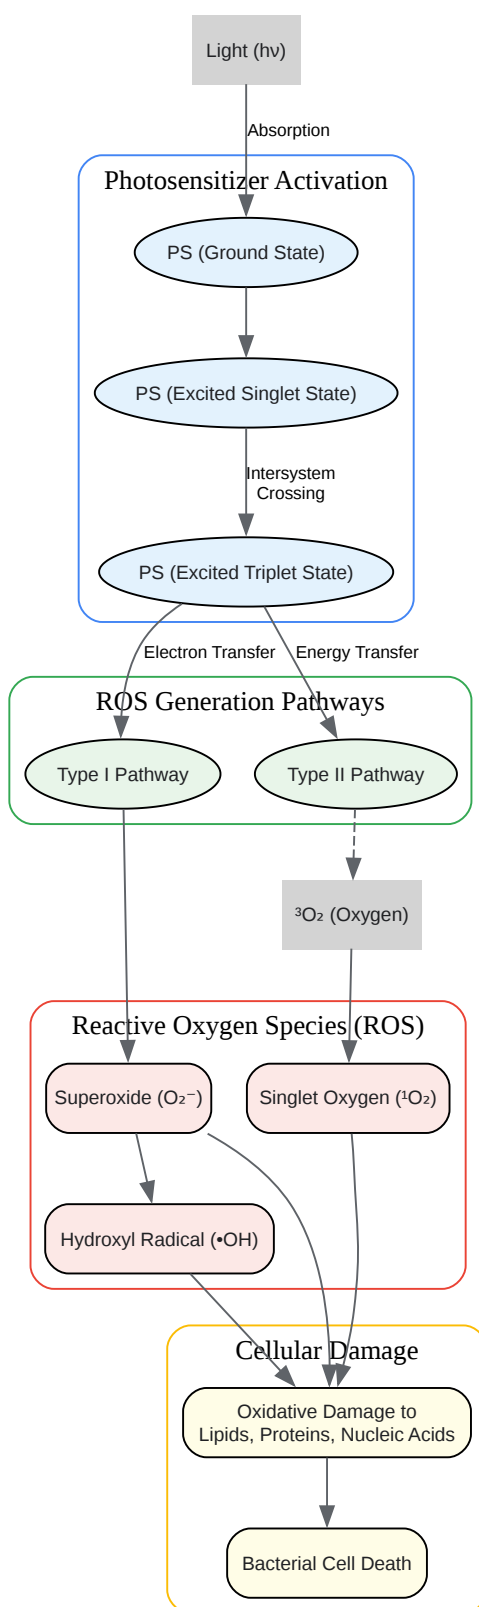 Light (hν)
Absorption
Photosensitizer Activation
PS (Ground State)
PS (Excited Singlet State)
Intersystem
Crossing
PS (Excited Triplet State)
Electron Transfer
Energy Transfer
ROS Generation Pathways
Type I Pathway
Type II Pathway
³O₂ (Oxygen)
Reactive Oxygen Species (ROS)
Superoxide (O₂⁻)
Singlet Oxygen (¹O₂)
Hydroxyl Radical (•OH)
Cellular Damage
Oxidative Damage to
Lipids, Proteins, Nucleic Acids
Bacterial Cell Death